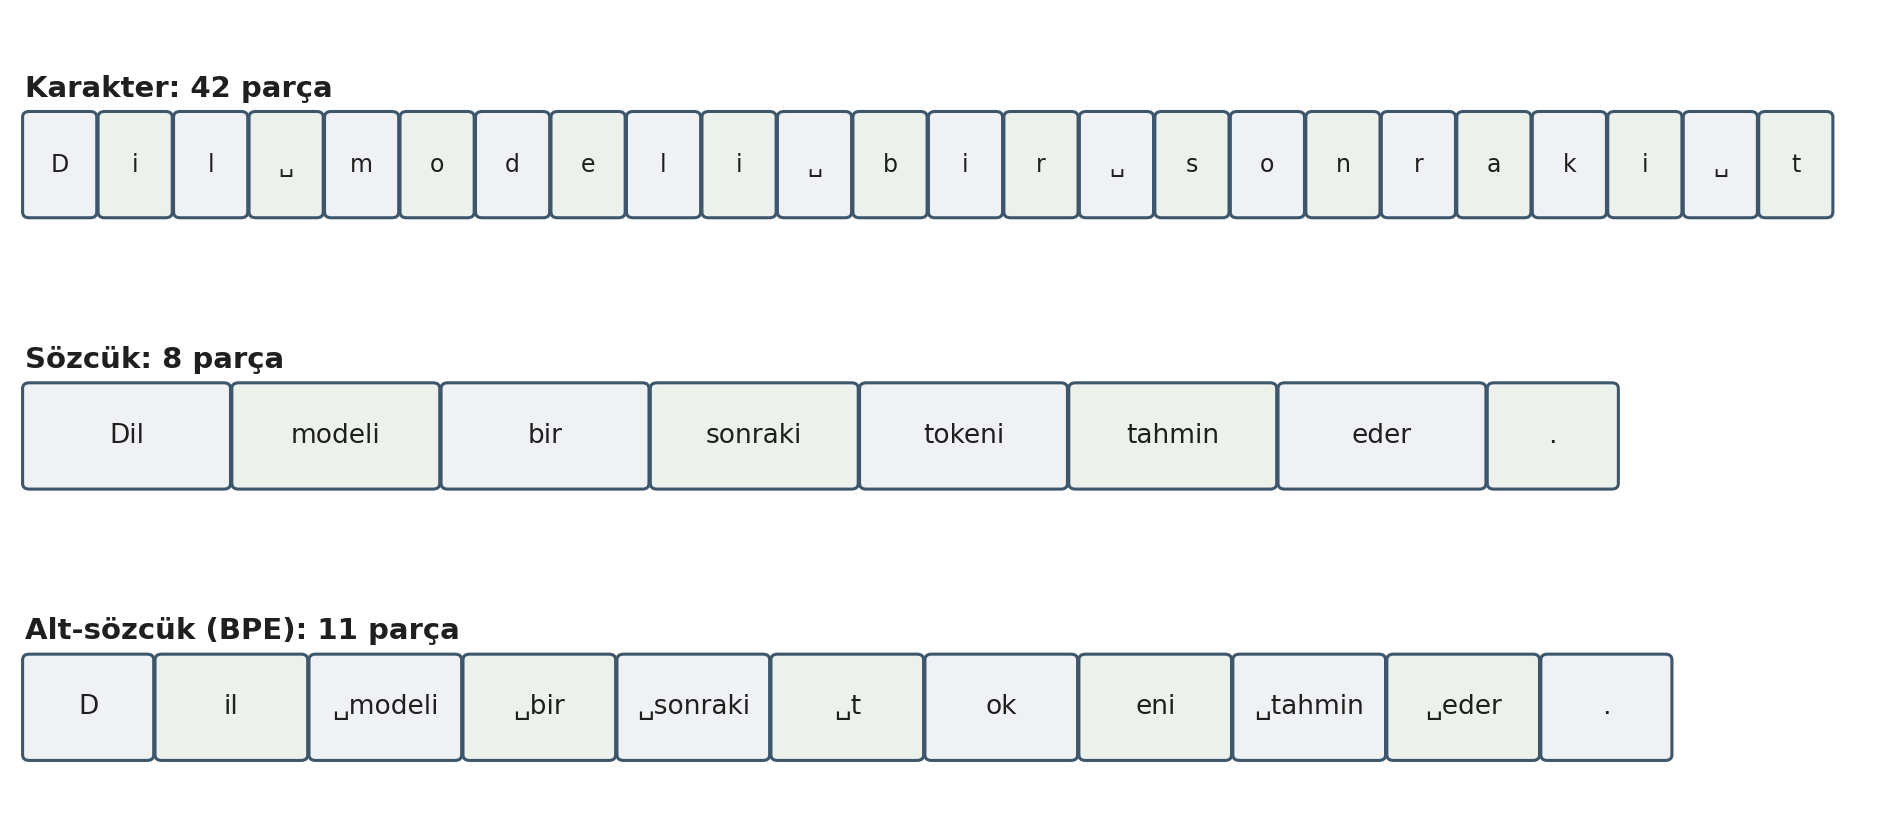 Karakter: 42 parça
D i l ␣ m o d e l i ␣ b i r ␣ s o n r a k i ␣ t
Sözcük: 8 parça
Dil modeli bir sonraki tokeni tahmin eder .
Alt-sözcük (BPE): 11 parça
D il ␣modeli ␣bir ␣sonraki ␣t ok eni ␣tahmin ␣eder .